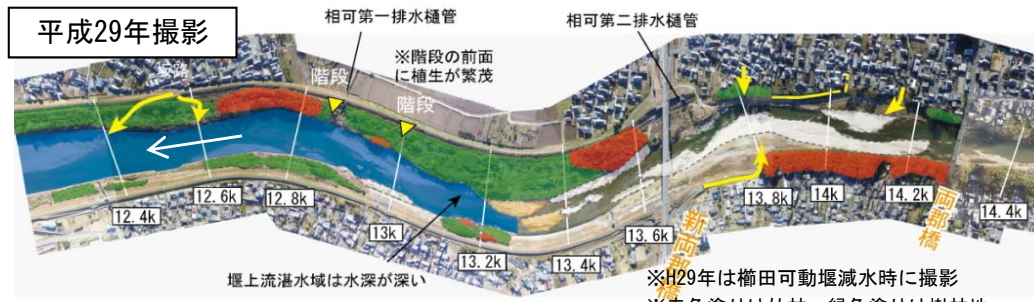 平成29年撮影
相可第一排水樋管
相可第二排水樋管
※階段の前面
に植生が繁茂
坂路
階段
階段
12.4k
12.6k
12.8k
13k
13.2k
13.4k
13.6k
13.8k
14k
14.2k
14.4k
新両郡橋
両郡橋
堰上流湛水域は水深が深い
※H29年は櫛田可動堰減水時に撮影